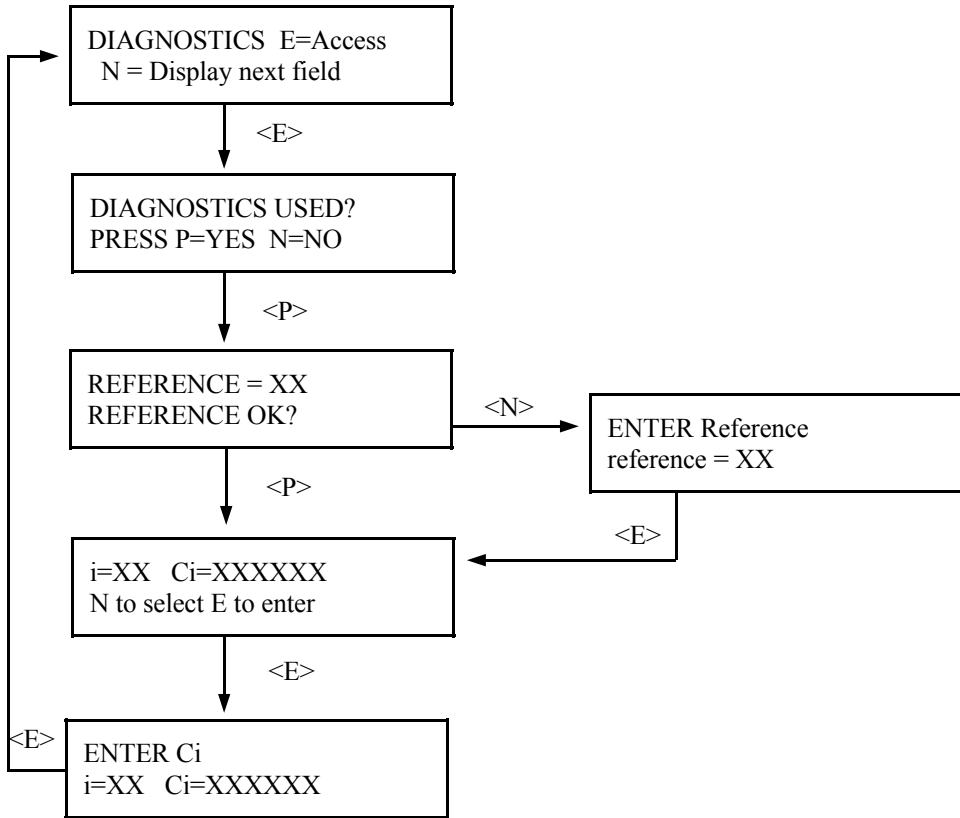 DIAGNOSTICS E=Access
N = Display next field
<E>
DIAGNOSTICS USED?
PRESS P=YES N=NO
<P>
REFERENCE = XX
REFERENCE OK?
<N>
ENTER Reference
reference = XX
<P>
<E>
i=XX Ci=XXXXXX
N to select E to enter
<E>
<E>
ENTER Ci
i=XX Ci=XXXXXX